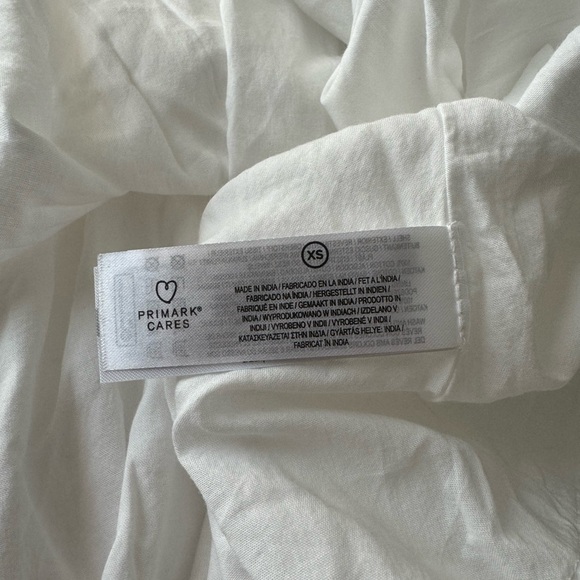 XS
PRIMARK®
CARES
MADE IN INDIA / FABRICADO EN LA INDIA / FET A L'ÍNDIA /
FABRICADO NA ÍNDIA / HERGESTELLT IN INDIEN /
FABRIQUÉ EN INDE / GEMAAKT IN INDIA / PRODOTTO IN
INDIA / WYPRODUKOWANO W INDIACH / IZDELANO V
INDIJI / VYROBENO V INDII / VYROBENÉ V INDII /
ΚΑΤΑΣΚΕΥΑΖΕΤΑΙ ΣΤΗΝ ΙΝΔΙΑ / GYÁRTÁS HELYE: INDIA /
FABRICAT ÎN INDIA